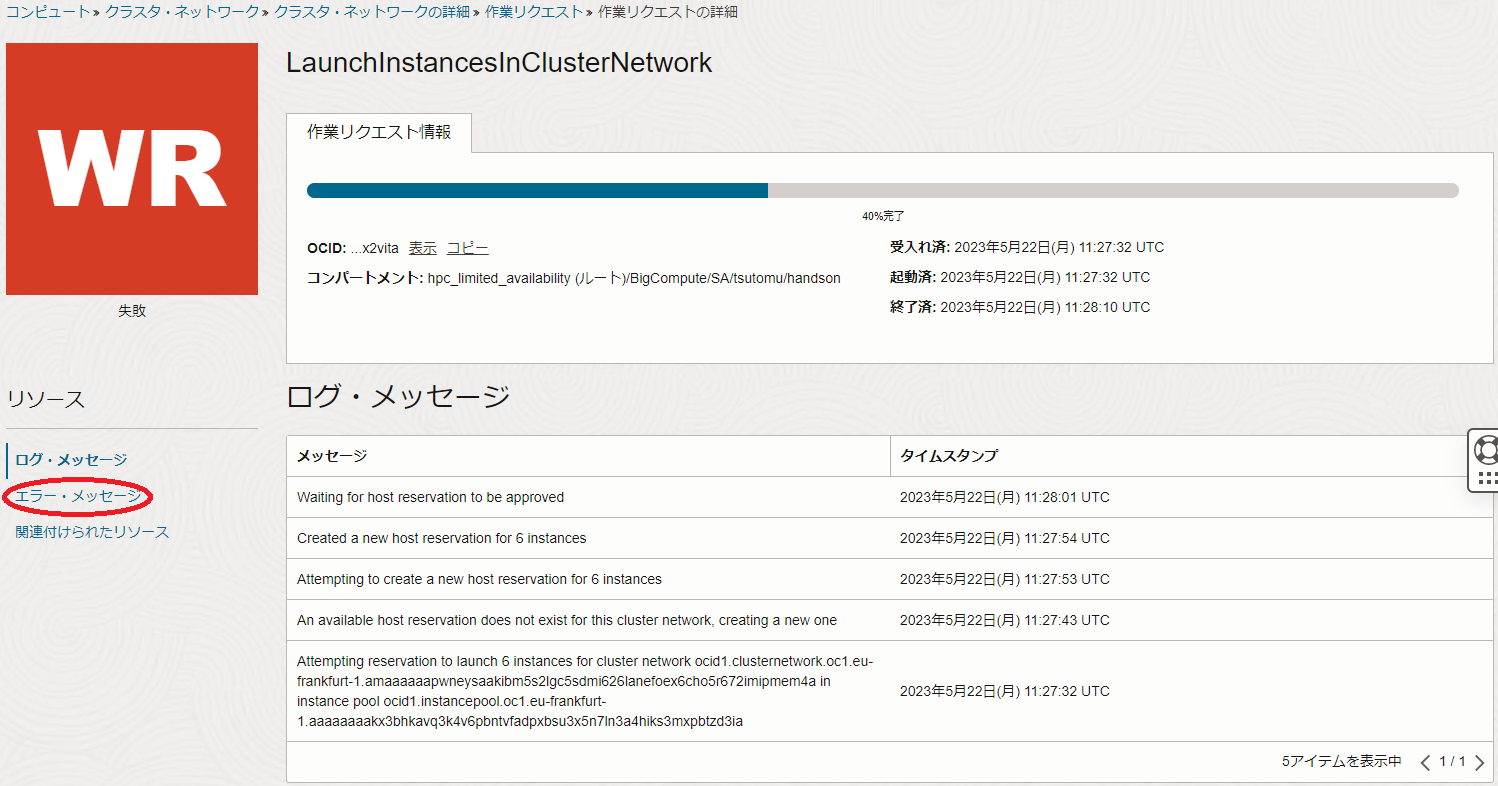 コンピュート » クラスタ・ネットワーク » クラスタ・ネットワークの詳細 » 作業リクエスト » 作業リクエストの詳細
WR
失敗
LaunchInstancesInClusterNetwork
作業リクエスト情報
40%完了
OCID: ...x2vita 表示 コピー
コンパートメント: hpc_limited_availability (ルート)/BigCompute/SA/tsutomu/handson
受入れ済: 2023年5月22日(月) 11:27:32 UTC
起動済: 2023年5月22日(月) 11:27:32 UTC
終了済: 2023年5月22日(月) 11:28:10 UTC
リソース
ログ・メッセージ
エラー・メッセージ
関連付けられたリソース
ログ・メッセージ
メッセージ タイムスタンプ
Waiting for host reservation to be approved 2023年5月22日(月) 11:28:01 UTC
Created a new host reservation for 6 instances 2023年5月22日(月) 11:27:54 UTC
Attempting to create a new host reservation for 6 instances 2023年5月22日(月) 11:27:53 UTC
An available host reservation does not exist for this cluster network, creating a new one 2023年5月22日(月) 11:27:43 UTC
Attempting reservation to launch 6 instances for cluster network ocid1.clusternetwork.oc1.eu-
frankfurt-1.amaaaaaapwneysaakibm5s2lgc5sdmi626lanefoex6cho5r672imipmem4a in
instance pool ocid1.instancepool.oc1.eu-frankfurt-
1.aaaaaaaakx3bhkavq3k4v6pbntvfadpxbsu3x5n7ln3a4hiks3mxpbtzd3ia
2023年5月22日(月) 11:27:32 UTC
5アイテムを表示中 1 / 1